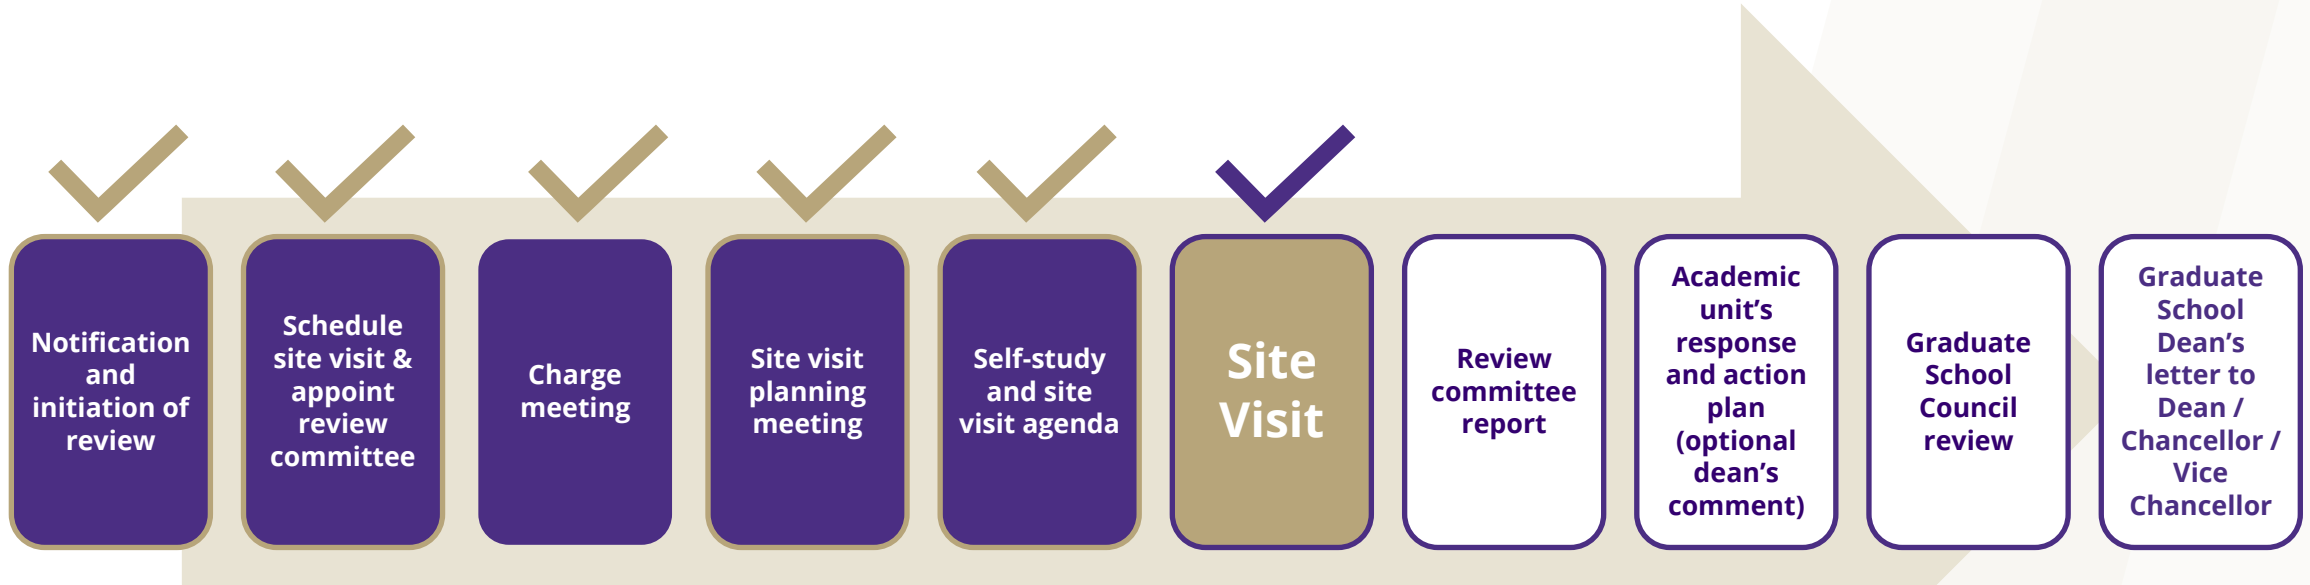 Notification
and
initiation of
review
Schedule
site visit &
appoint
review
committee
Charge
meeting
Site visit
planning
meeting
Self-study
and site
visit agenda
Site
Visit
Review
committee
report
Academic
unit’s
response
and action
plan
(optional
dean’s
comment)
Graduate
School
Council
review
Graduate
School
Dean’s
letter to
Dean /
Chancellor /
Vice
Chancellor